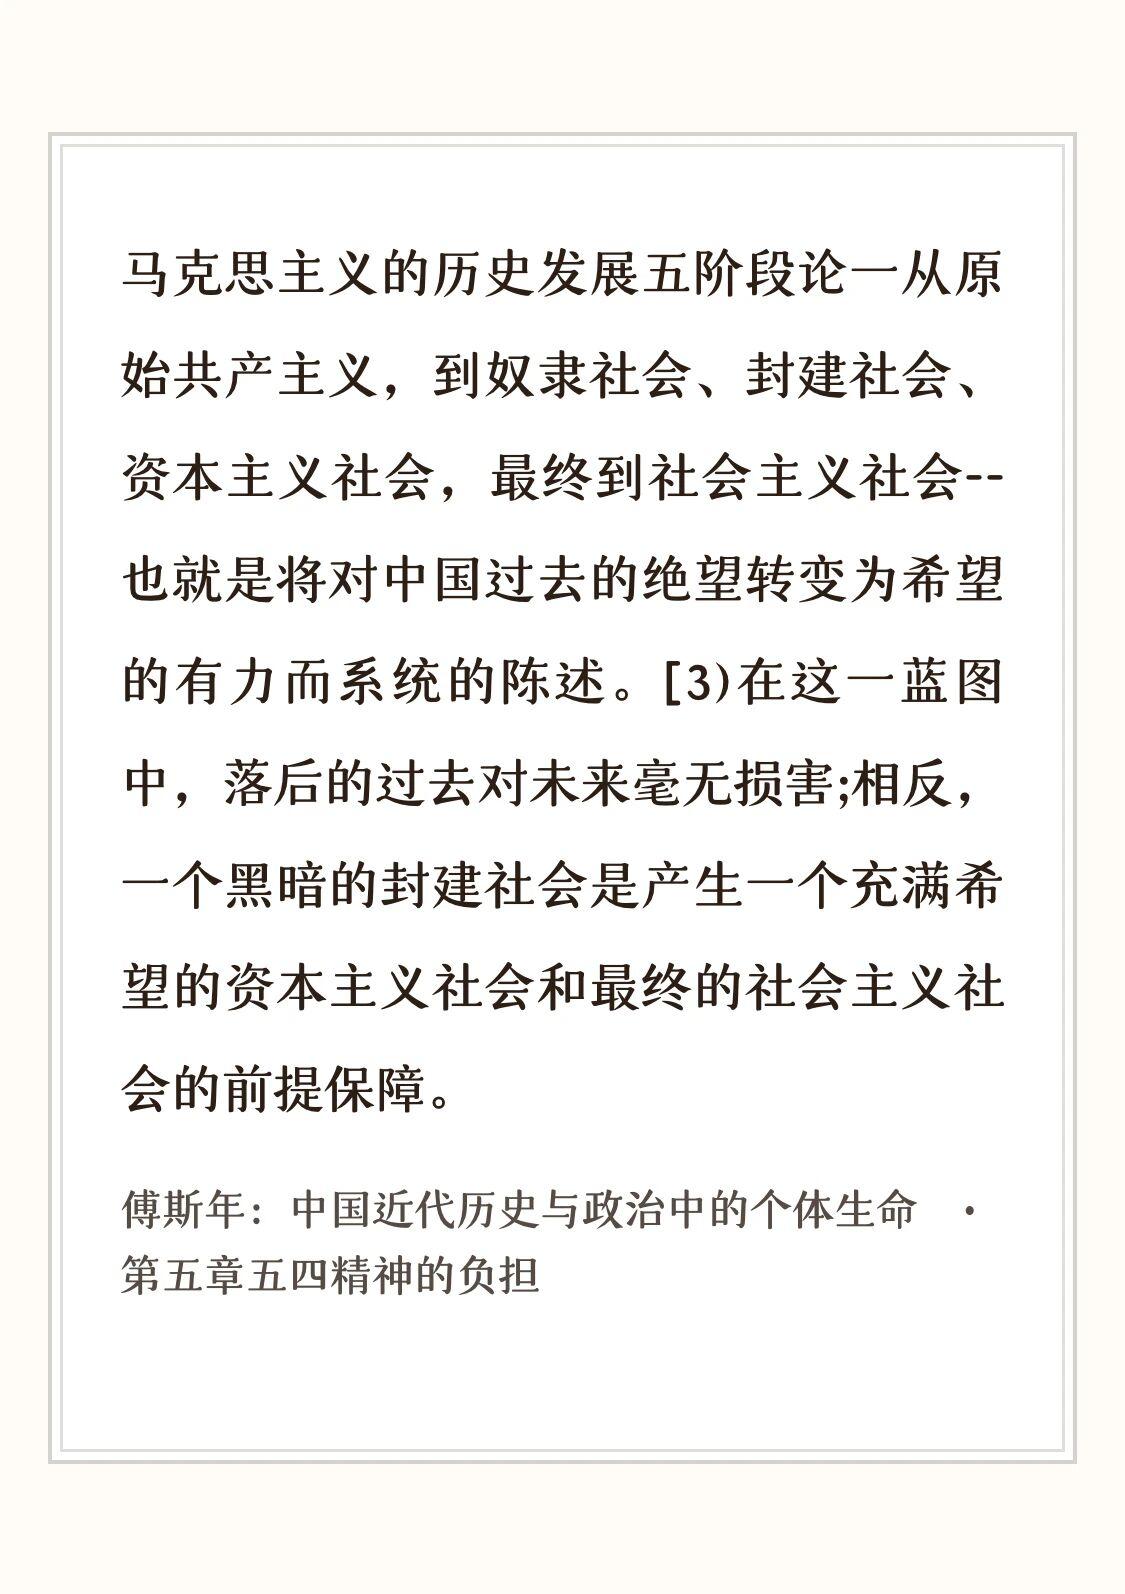 马克思主义的历史发展五阶段论一从原
始共产主义，到奴隶社会、封建社会、
资本主义社会，最终到社会主义社会--
也就是将对中国过去的绝望转变为希望
的有力而系统的陈述。[3)在这一蓝图
中，落后的过去对未来毫无损害;相反，
一个黑暗的封建社会是产生一个充满希
望的资本主义社会和最终的社会主义社
会的前提保障。
傅斯年：中国近代历史与政治中的个体生命 ·
第五章五四精神的负担